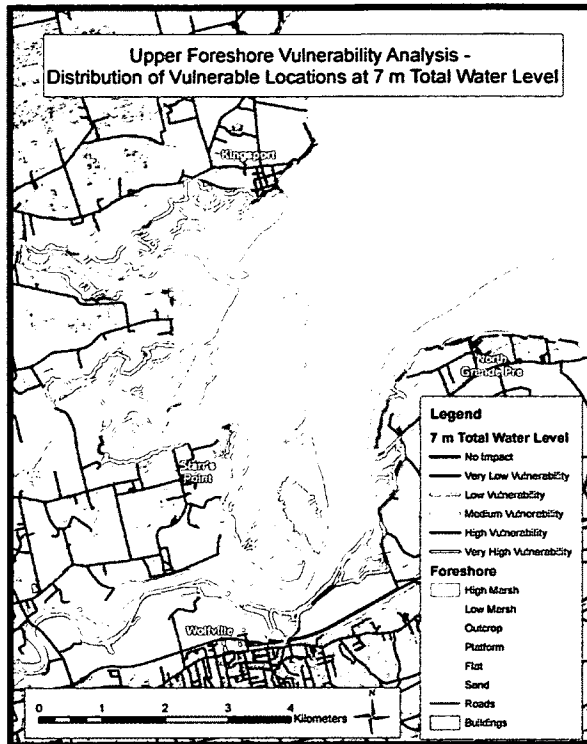 Upper Foreshore Vulnerability Analysis -
Distribution of Vulnerable Locations at 7 m Total Water Level
Kingsport
North
Grande Pre
Starr's
Point
Wolfville
Legend
7 m Total Water Level
No Impact
Very Low Vulnerability
Low Vulnerability
Medium Vulnerability
High Vulnerability
Very High Vulnerability
Foreshore
High Marsh
Low Marsh
Outcrop
Platform
Flat
Sand
Roads
Buildings
0 1 2 3 4
Kilometers
N